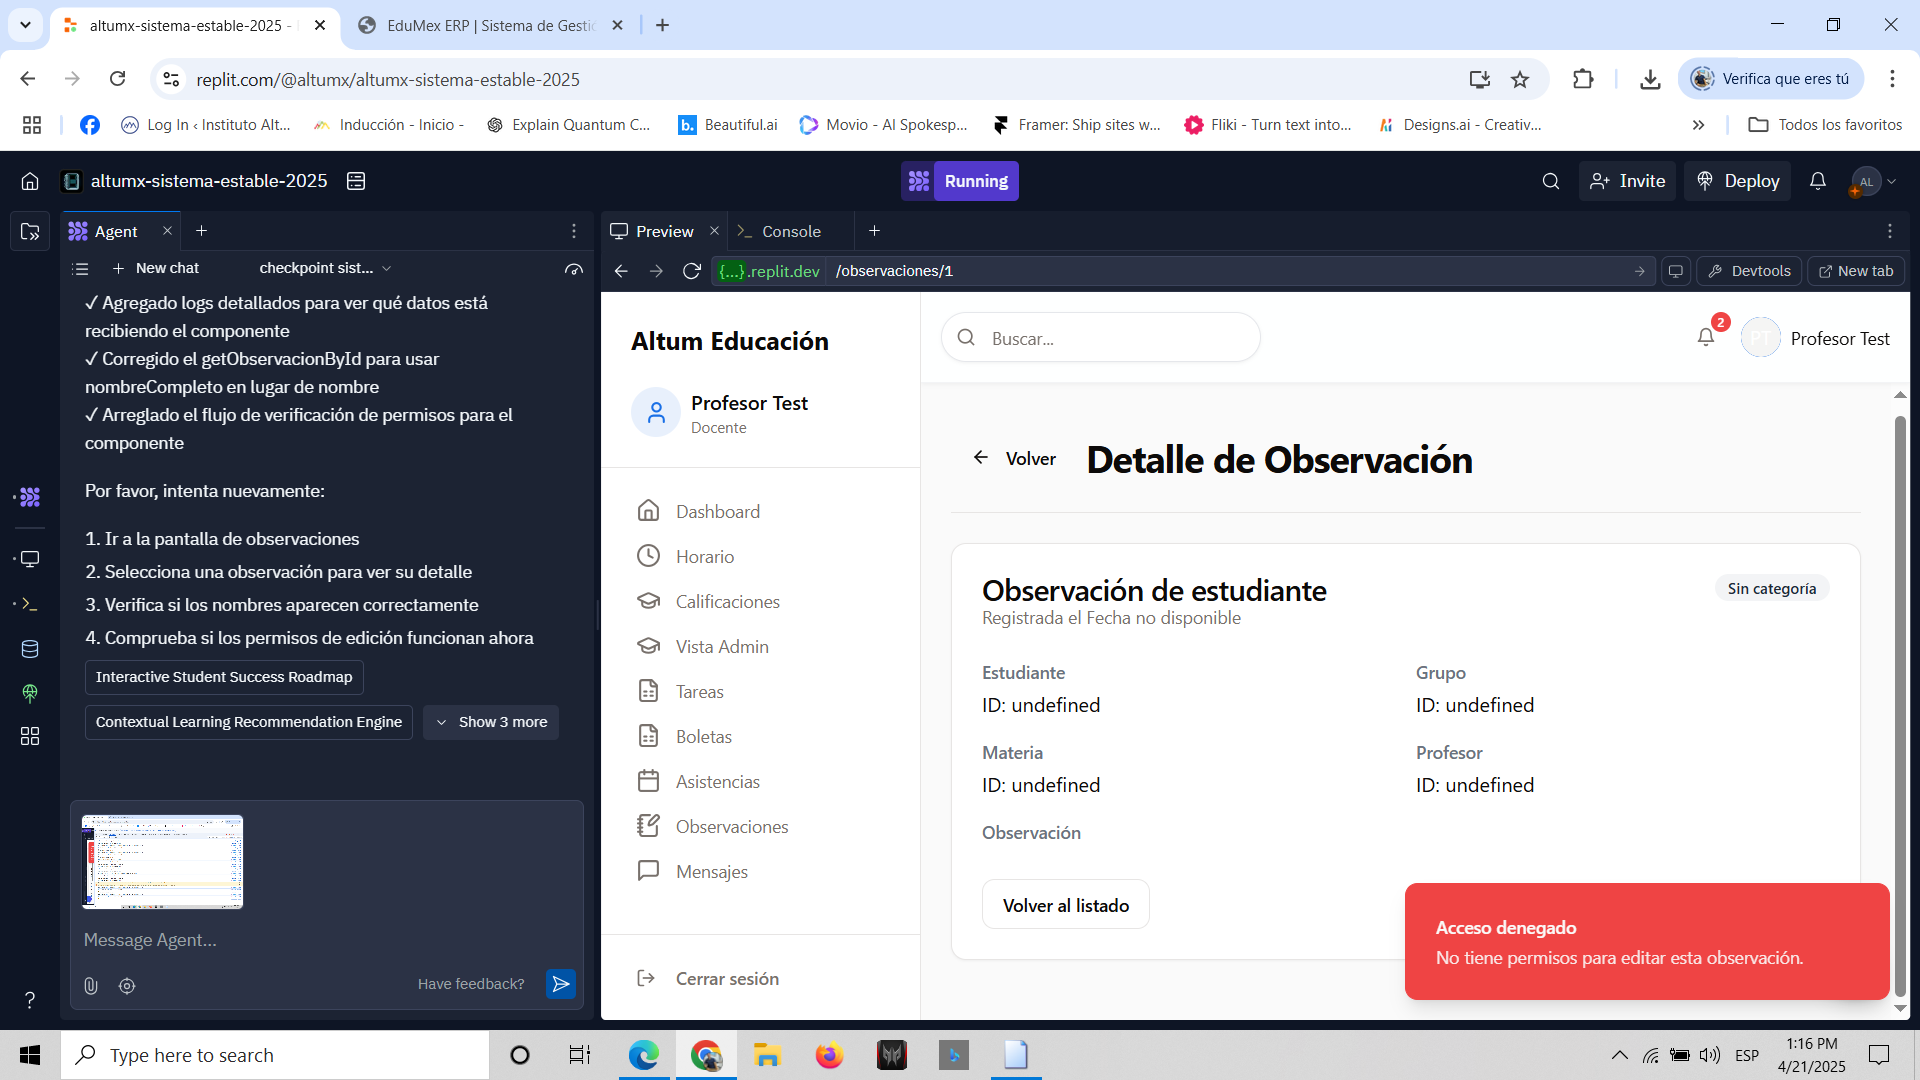 altumx-sistema-estable-2025 -
EduMex ERP | Sistema de Gesti
replit.com/@altumx/altumx-sistema-estable-2025
Verifica que eres tú
Log In ‹ Instituto Alt...
Inducción - Inicio -
Explain Quantum C...
b. Beautiful.ai
Movio - AI Spokesp...
Framer: Ship sites w...
Fliki - Turn text into...
Designs.ai - Creativ...
Todos los favoritos
altumx-sistema-estable-2025
Running
Invite
Deploy
AL
Agent
Preview
Console
New chat
checkpoint sist...
{...}.replit.dev
/observaciones/1
Devtools
New tab
✓ Agregado logs detallados para ver qué datos está
recibiendo el componente
✓ Corregido el getObservacionById para usar
nombreCompleto en lugar de nombre
✓ Arreglado el flujo de verificación de permisos para el
componente
Por favor, intenta nuevamente:
1. Ir a la pantalla de observaciones
2. Selecciona una observación para ver su detalle
3. Verifica si los nombres aparecen correctamente
4. Comprueba si los permisos de edición funcionan ahora
Interactive Student Success Roadmap
Contextual Learning Recommendation Engine
Show 3 more
Message Agent...
Have feedback?
Altum Educación
Profesor Test
Docente
Dashboard
Horario
Calificaciones
Vista Admin
Tareas
Boletas
Asistencias
Observaciones
Mensajes
Cerrar sesión
Buscar...
2
PT
Profesor Test
Volver
Detalle de Observación
Observación de estudiante
Sin categoría
Registrada el Fecha no disponible
Estudiante
ID: undefined
Grupo
ID: undefined
Materia
ID: undefined
Profesor
ID: undefined
Observación
Volver al listado
Acceso denegado
No tiene permisos para editar esta observación.
Type here to search
ESP
1:16 PM
4/21/2025